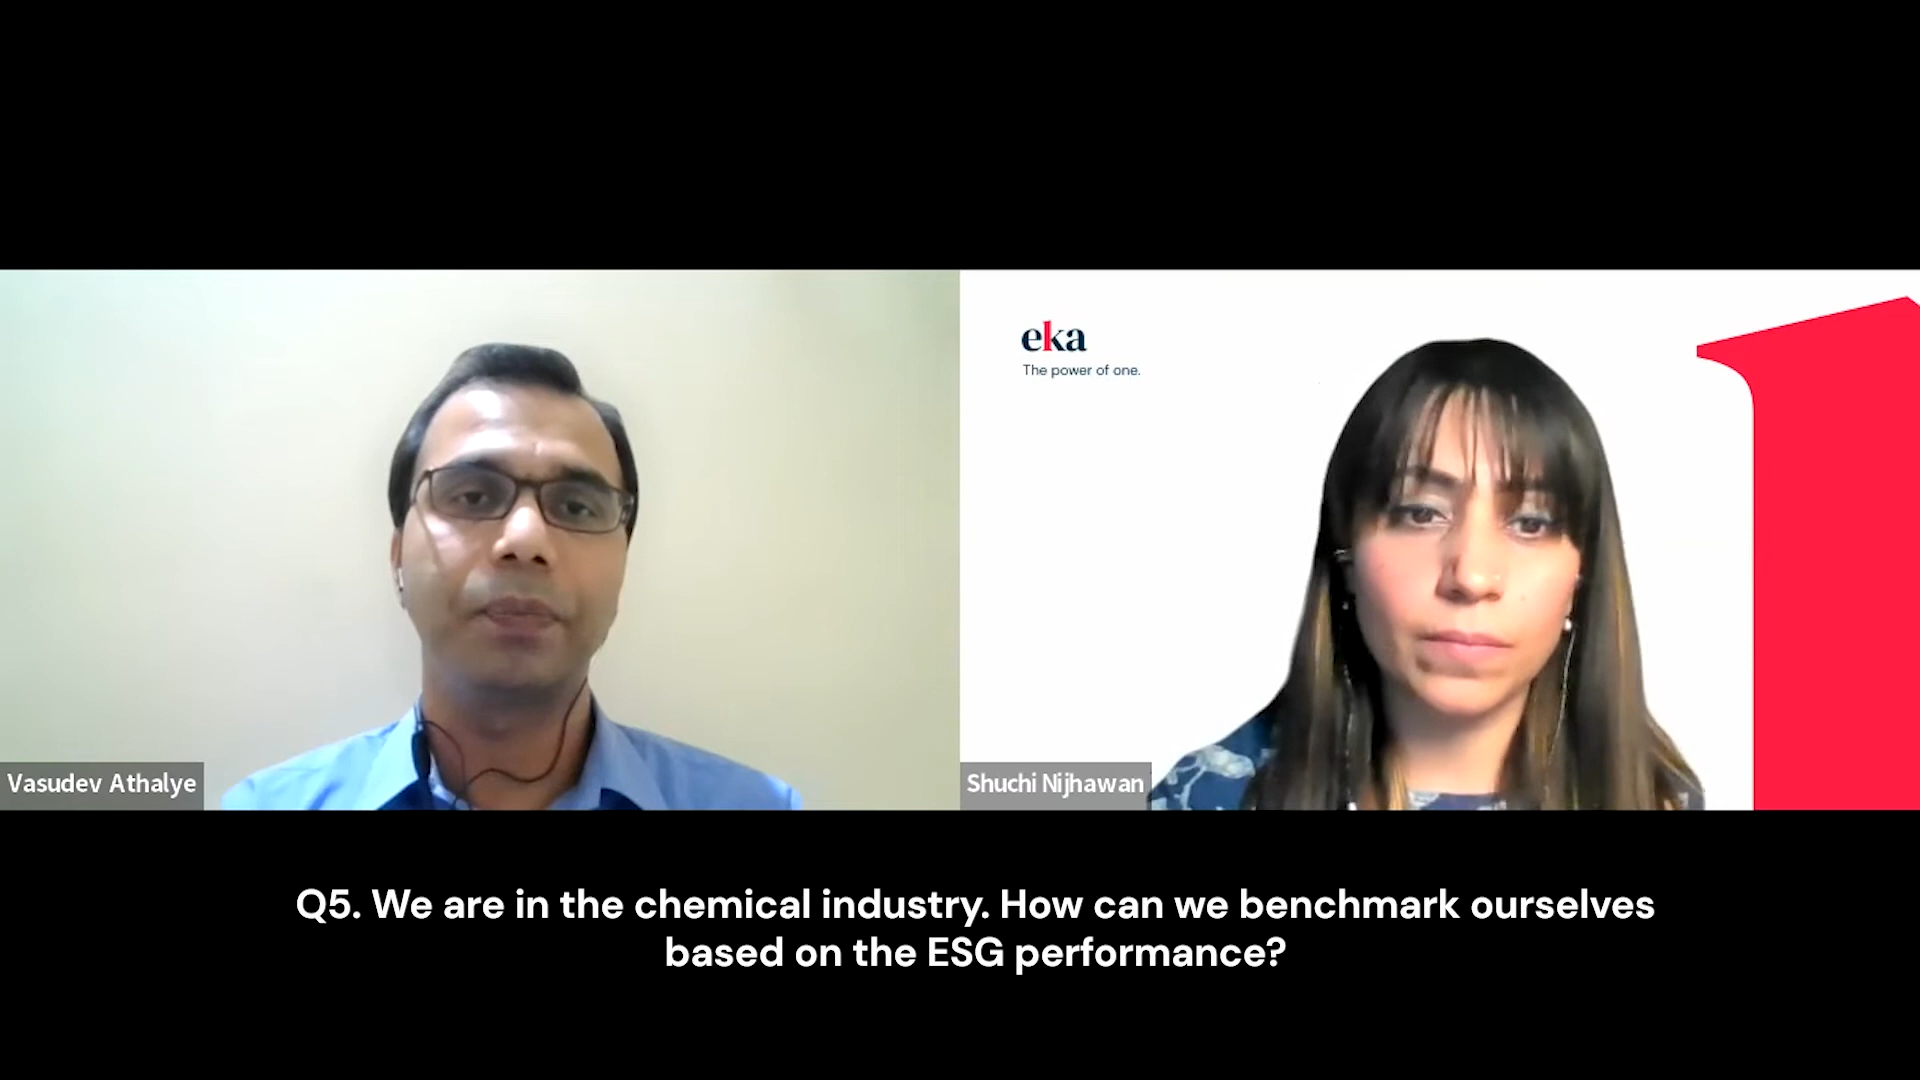 eka
The power of one.
Vasudev Athalye
Shuchi Nijhawan
Q5. We are in the chemical industry. How can we benchmark ourselves
based on the ESG performance?